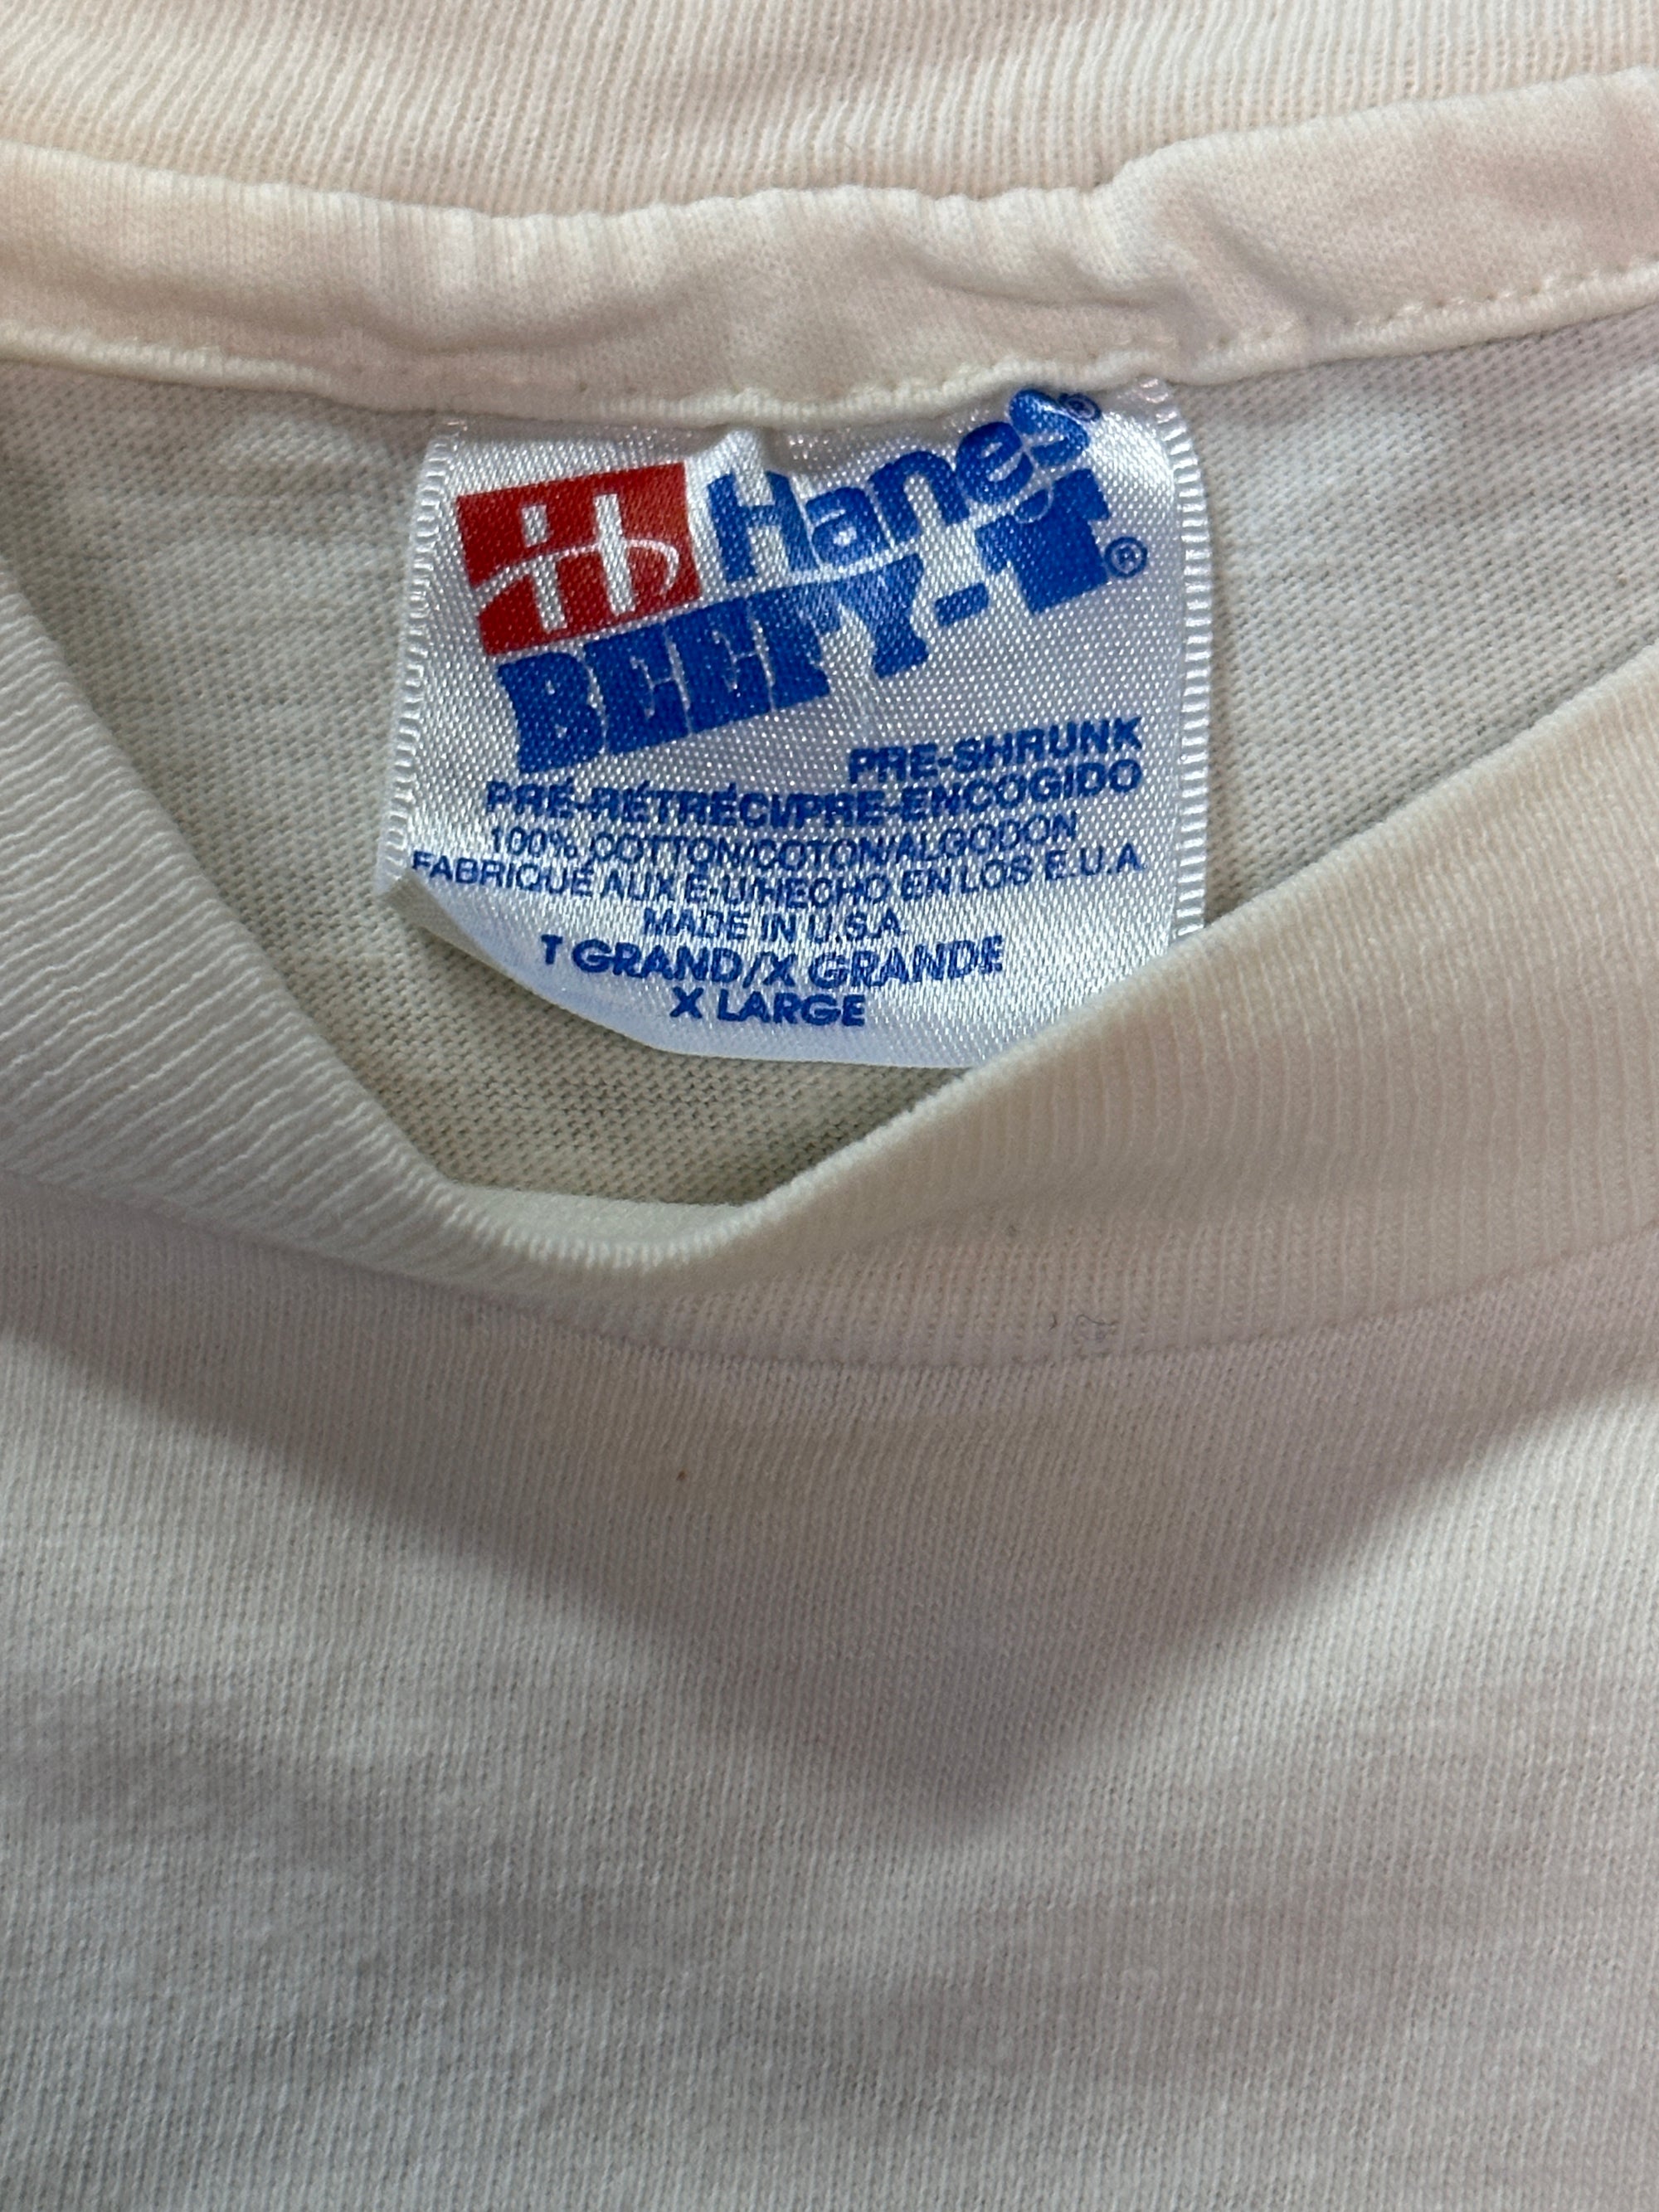 H Hanes®
BEEFY-T®
PRE-SHRUNK
PRÉ-RÉTRÉCI/PRE-ENCOGIDO
100% COTTON/COTON/ALGODON
FABRIQUÉ AUX E-U/HECHO EN LOS E.U.A
MADE IN U.S.A
T GRAND/X GRANDE
X LARGE